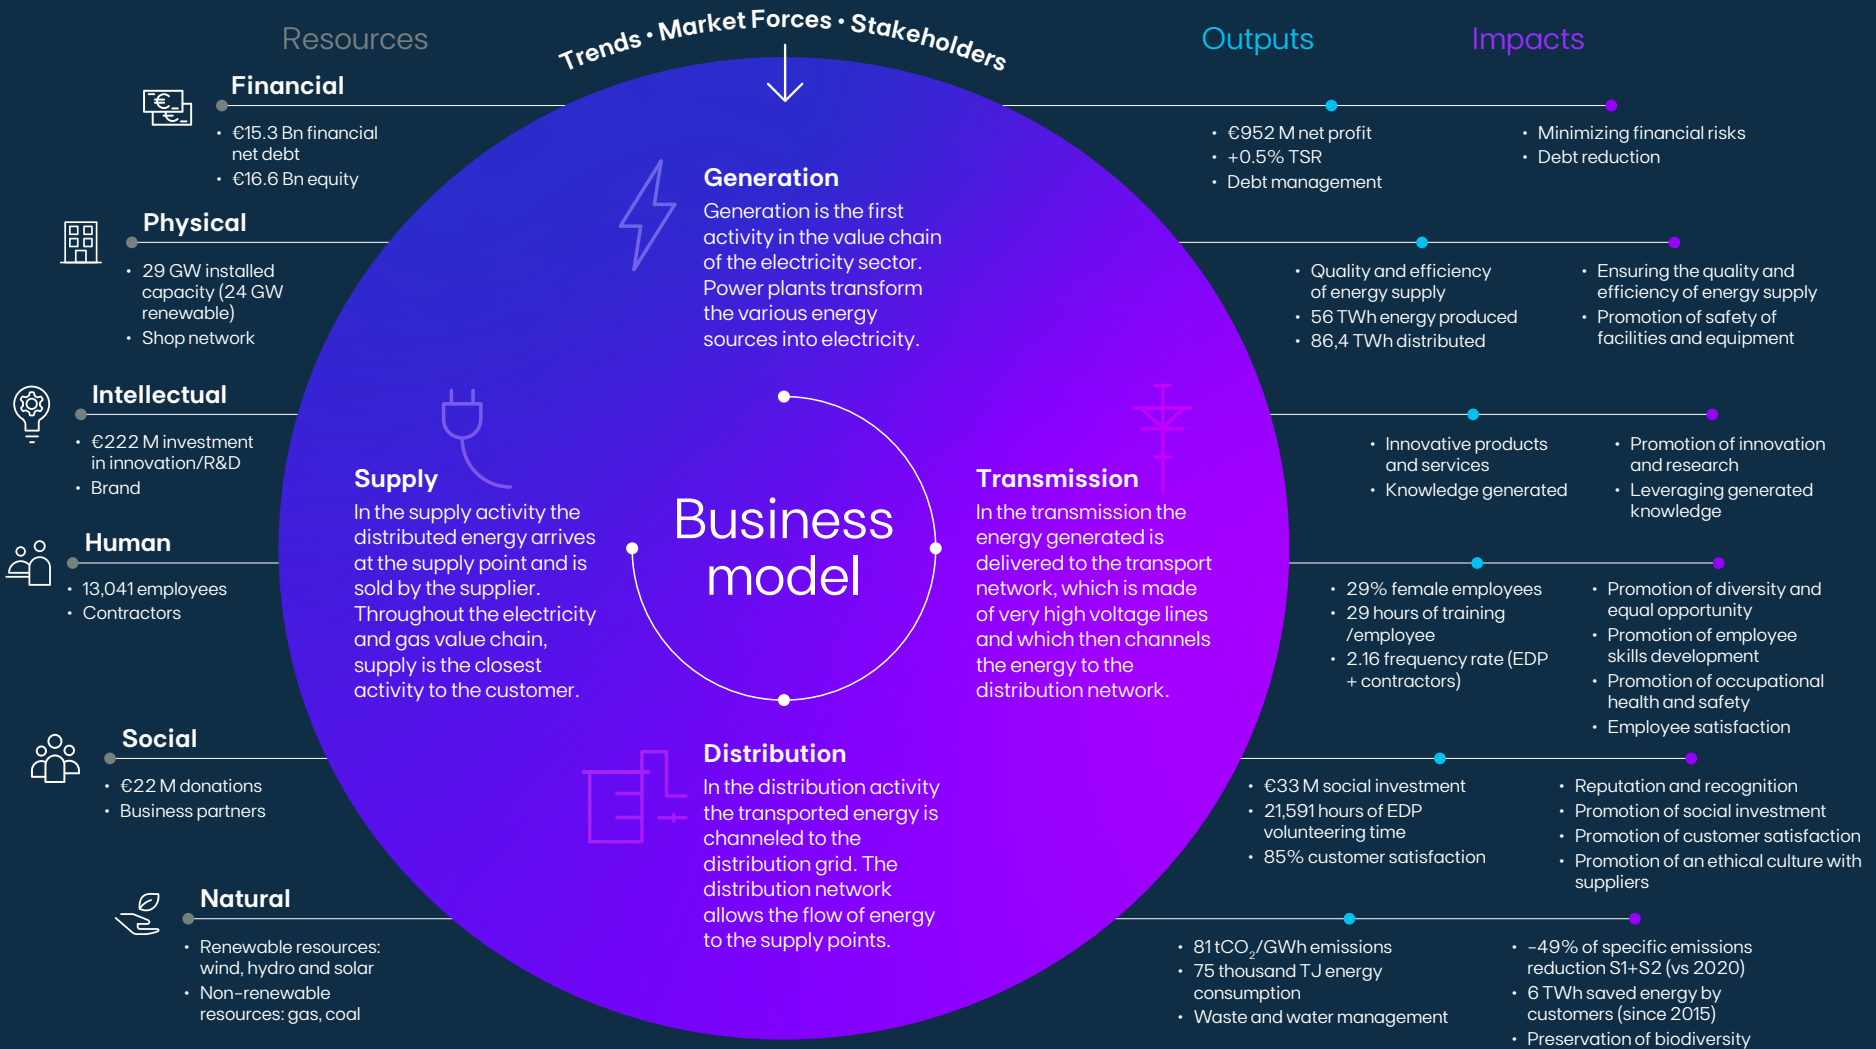 Resources
Trends · Market Forces · Stakeholders
Outputs
Impacts
Financial
• €15.3 Bn financial
net debt
• €16.6 Bn equity
• €952 M net profit
• +0.5% TSR
• Debt management
• Minimizing financial risks
• Debt reduction
Physical
• 29 GW installed
capacity (24 GW
renewable)
• Shop network
• Quality and efficiency
of energy supply
• 56 TWh energy produced
• 86,4 TWh distributed
• Ensuring the quality and
efficiency of energy supply
• Promotion of safety of
facilities and equipment
Intellectual
• €222 M investment
in innovation/R&D
• Brand
• Innovative products
and services
• Knowledge generated
• Promotion of innovation
and research
• Leveraging generated
knowledge
Human
• 13,041 employees
• Contractors
• 29% female employees
• 29 hours of training
/employee
• 2.16 frequency rate (EDP
+ contractors)
• Promotion of diversity and
equal opportunity
• Promotion of employee
skills development
• Promotion of occupational
health and safety
• Employee satisfaction
Social
• €22 M donations
• Business partners
• €33 M social investment
• 21,591 hours of EDP
volunteering time
• 85% customer satisfaction
• Reputation and recognition
• Promotion of social investment
• Promotion of customer satisfaction
• Promotion of an ethical culture with
suppliers
Natural
• Renewable resources:
wind, hydro and solar
• Non-renewable
resources: gas, coal
• 81 tCO2/GWh emissions
• 75 thousand TJ energy
consumption
• Waste and water management
• -49% of specific emissions
reduction S1+S2 (vs 2020)
• 6 TWh saved energy by
customers (since 2015)
• Preservation of biodiversity
Generation
Generation is the first
activity in the value chain
of the electricity sector.
Power plants transform
the various energy
sources into electricity.
Supply
In the supply activity the
distributed energy arrives
at the supply point and is
sold by the supplier.
Throughout the electricity
and gas value chain,
supply is the closest
activity to the customer.
Business
model
Transmission
In the transmission the
energy generated is
delivered to the transport
network, which is made
of very high voltage lines
and which then channels
the energy to the
distribution network.
Distribution
In the distribution activity
the transported energy is
channeled to the
distribution grid. The
distribution network
allows the flow of energy
to the supply points.